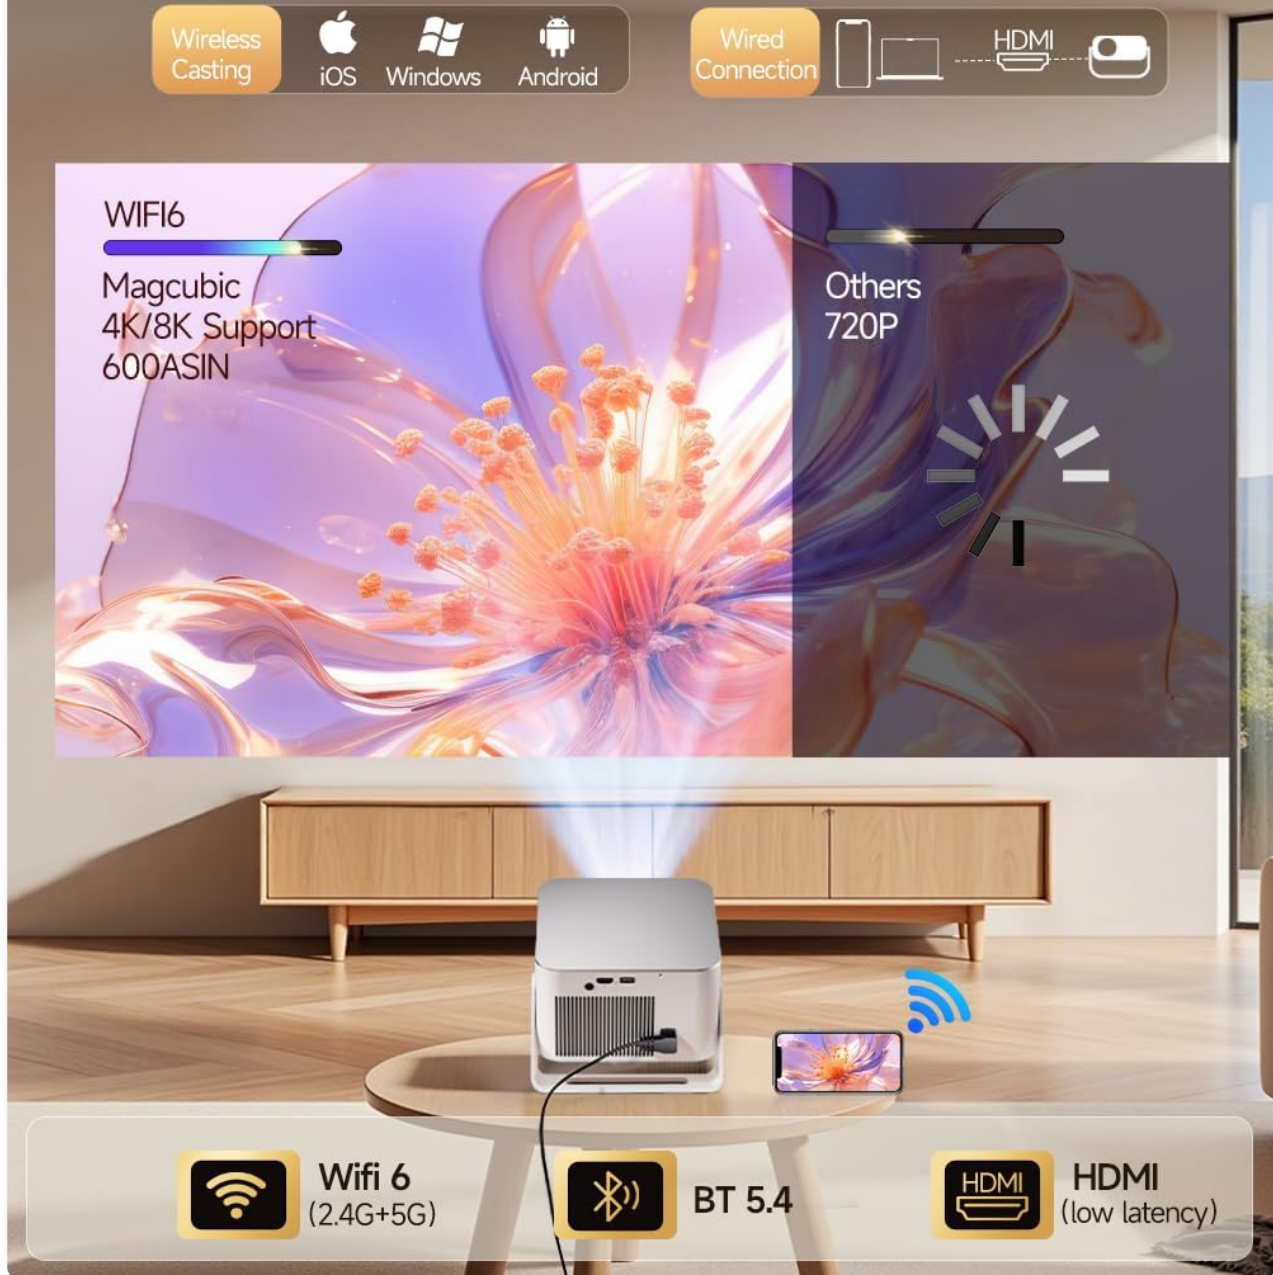 Wireless
Casting
iOS
Windows
Android
Wired
Connection
HDMI
WIFI6
Magcubic
4K/8K Support
600ASIN
Others
720P
Wifi 6
(2.4G+5G)
BT 5.4
HDMI
HDMI
(low latency)